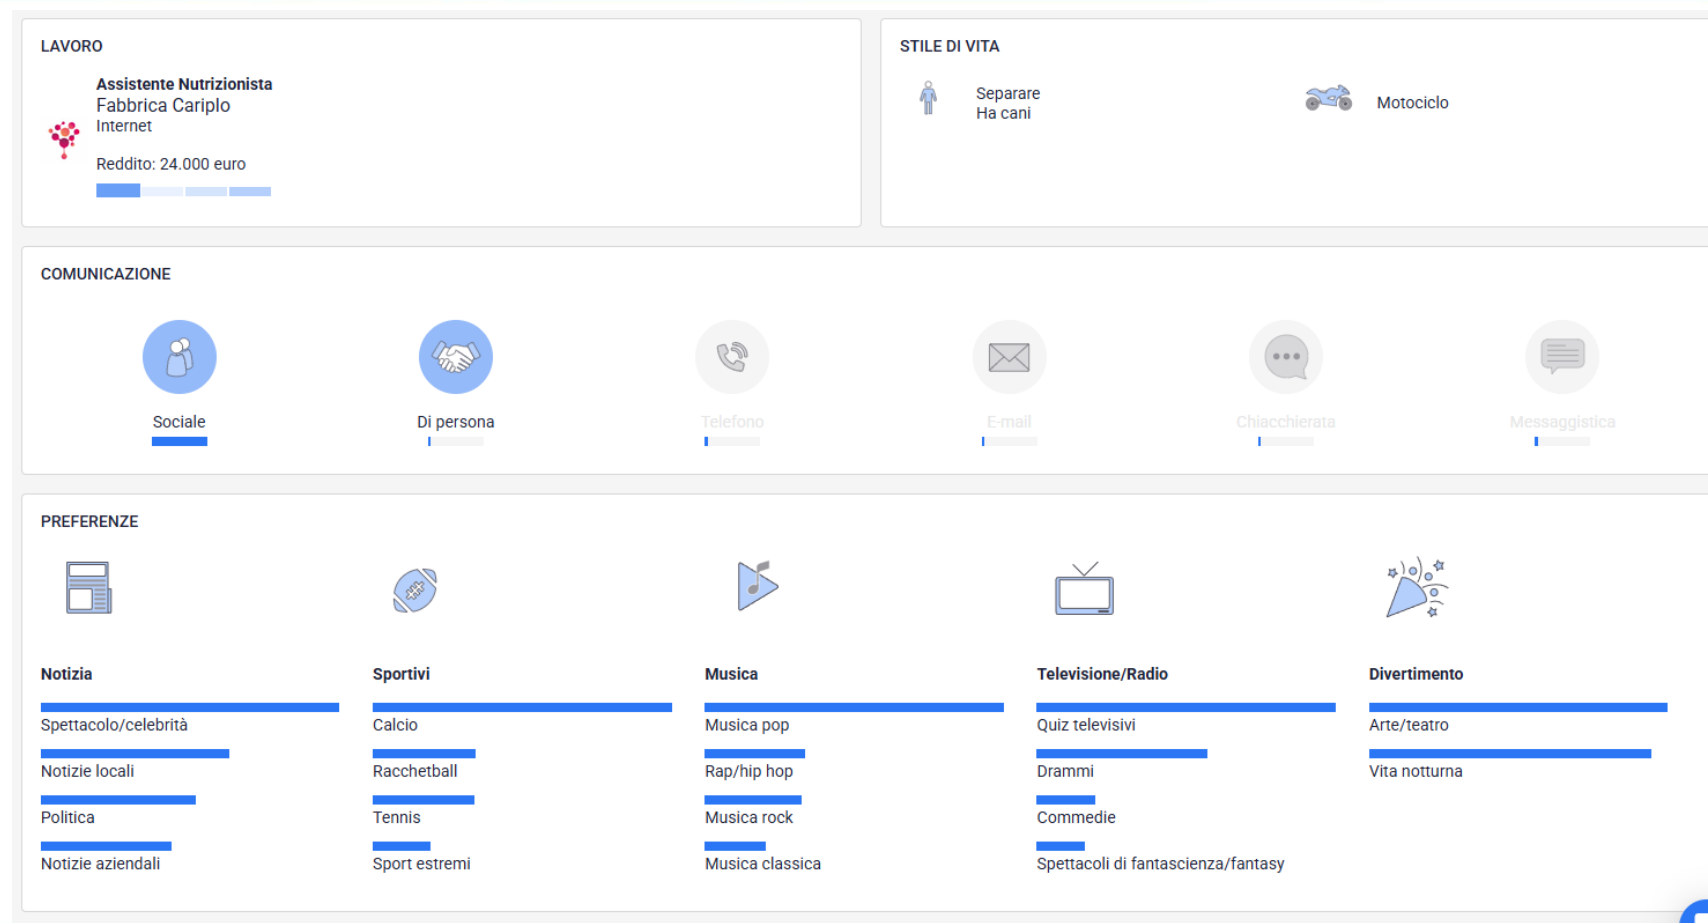 LAVORO
Assistente Nutrizionista
Fabbrica Cariplo
Internet
Reddito: 24.000 euro
STILE DI VITA
Separare
Ha cani
Motociclo
COMUNICAZIONE
Sociale
Di persona
Telefono
E-mail
Chiacchierata
Messaggistica
PREFERENZE
Notizia
Spettacolo/celebrità
Notizie locali
Politica
Notizie aziendali
Sportivi
Calcio
Racchetball
Tennis
Sport estremi
Musica
Musica pop
Rap/hip hop
Musica rock
Musica classica
Televisione/Radio
Quiz televisivi
Drammi
Commedie
Spettacoli di fantascienza/fantasy
Divertimento
Arte/teatro
Vita notturna